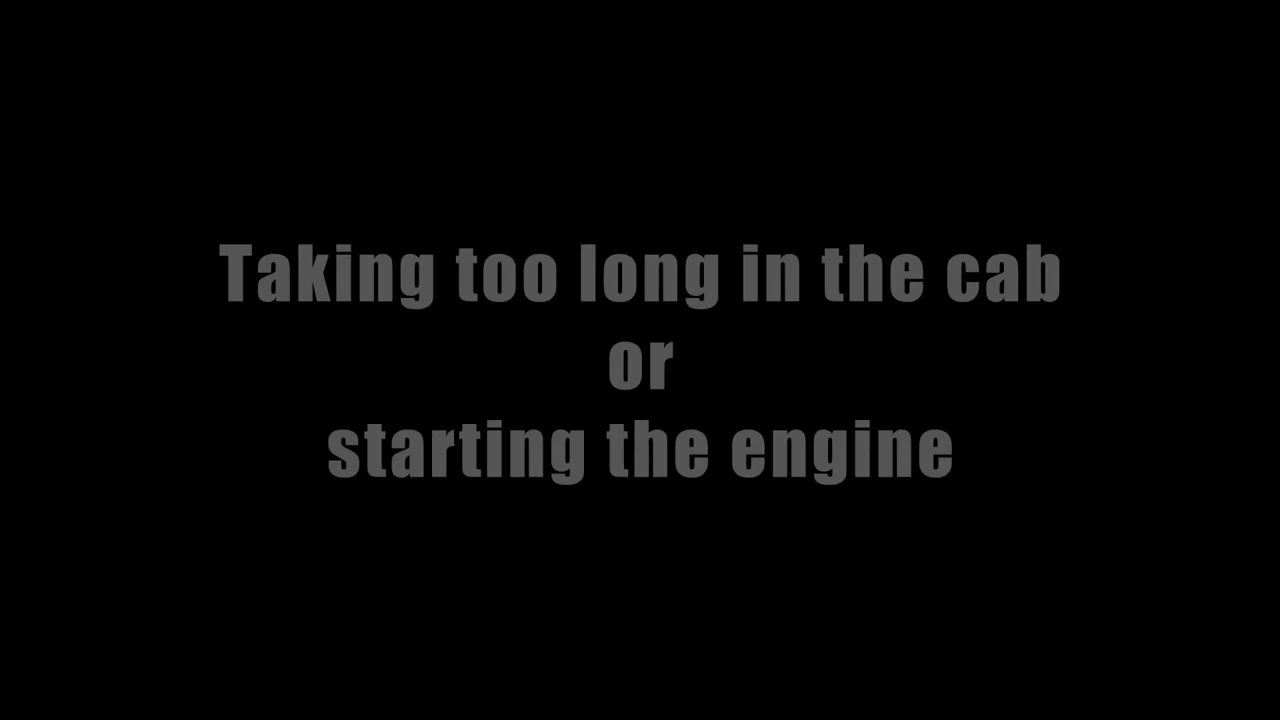 Taking too long in the cab
or
starting the engine